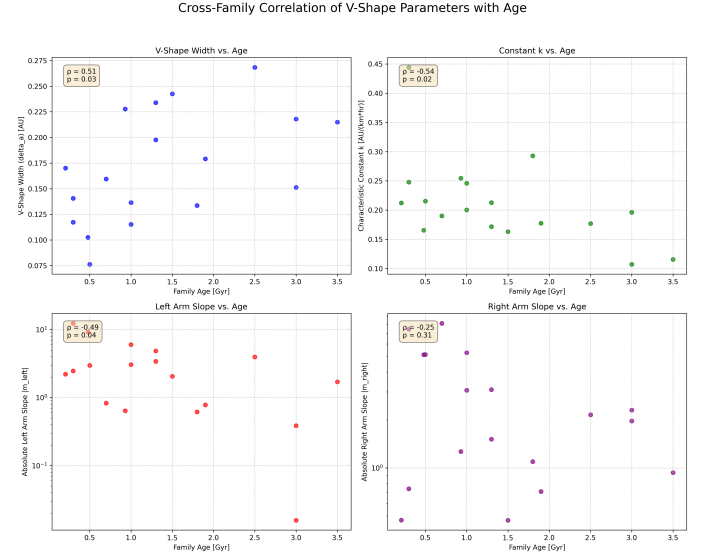 Cross-Family Correlation of V-Shape Parameters with Age
V-Shape Width vs. Age
ρ = 0.51
p = 0.03
V-Shape Width (delta_a) [AU]
0.275
0.250
0.225
0.200
0.175
0.150
0.125
0.100
0.075
0.5 1.0 1.5 2.0 2.5 3.0 3.5
Family Age [Gyr]
Constant k vs. Age
ρ = -0.54
p = 0.02
Characteristic Constant k [AU/(km*hr)]
0.45
0.40
0.35
0.30
0.25
0.20
0.15
0.10
0.5 1.0 1.5 2.0 2.5 3.0 3.5
Family Age [Gyr]
Left Arm Slope vs. Age
ρ = -0.49
p = 0.04
Absolute Left Arm Slope |m_left|
10¹
10⁰
10⁻¹
0.5 1.0 1.5 2.0 2.5 3.0 3.5
Family Age [Gyr]
Right Arm Slope vs. Age
ρ = -0.25
p = 0.31
Absolute Right Arm Slope |m_right|
10⁰
0.5 1.0 1.5 2.0 2.5 3.0 3.5
Family Age [Gyr]